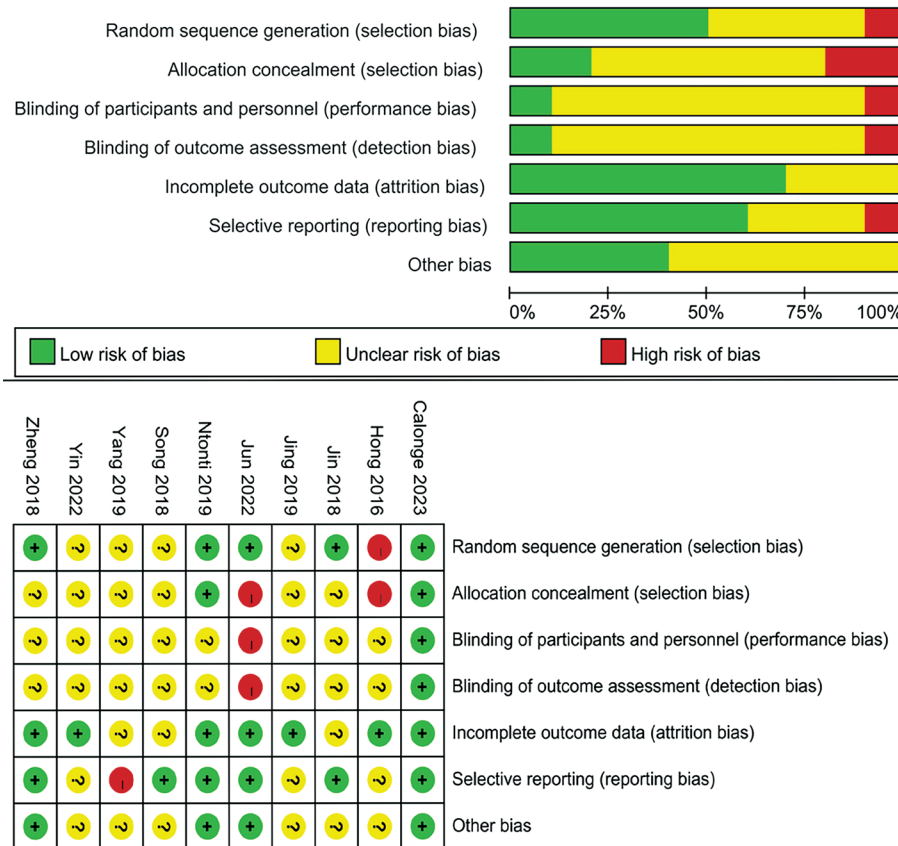 Random sequence generation (selection bias)
Allocation concealment (selection bias)
Blinding of participants and personnel (performance bias)
Blinding of outcome assessment (detection bias)
Incomplete outcome data (attrition bias)
Selective reporting (reporting bias)
Other bias
0% 25% 50% 75% 100%
Low risk of bias Unclear risk of bias High risk of bias
Zheng 2018 Yin 2022 Yang 2019 Song 2018 Ntonti 2019 Jun 2022 Jing 2019 Jin 2018 Hong 2016 Calonge 2023
+ ? ? ? + + ? + – + Random sequence generation (selection bias)
? ? ? ? + – ? ? – + Allocation concealment (selection bias)
? ? ? ? ? – ? ? ? + Blinding of participants and personnel (performance bias)
? ? ? ? ? – ? ? ? + Blinding of outcome assessment (detection bias)
+ + ? ? + + + ? + + Incomplete outcome data (attrition bias)
+ ? – + + + ? + ? + Selective reporting (reporting bias)
+ ? ? ? + + ? ? ? + Other bias